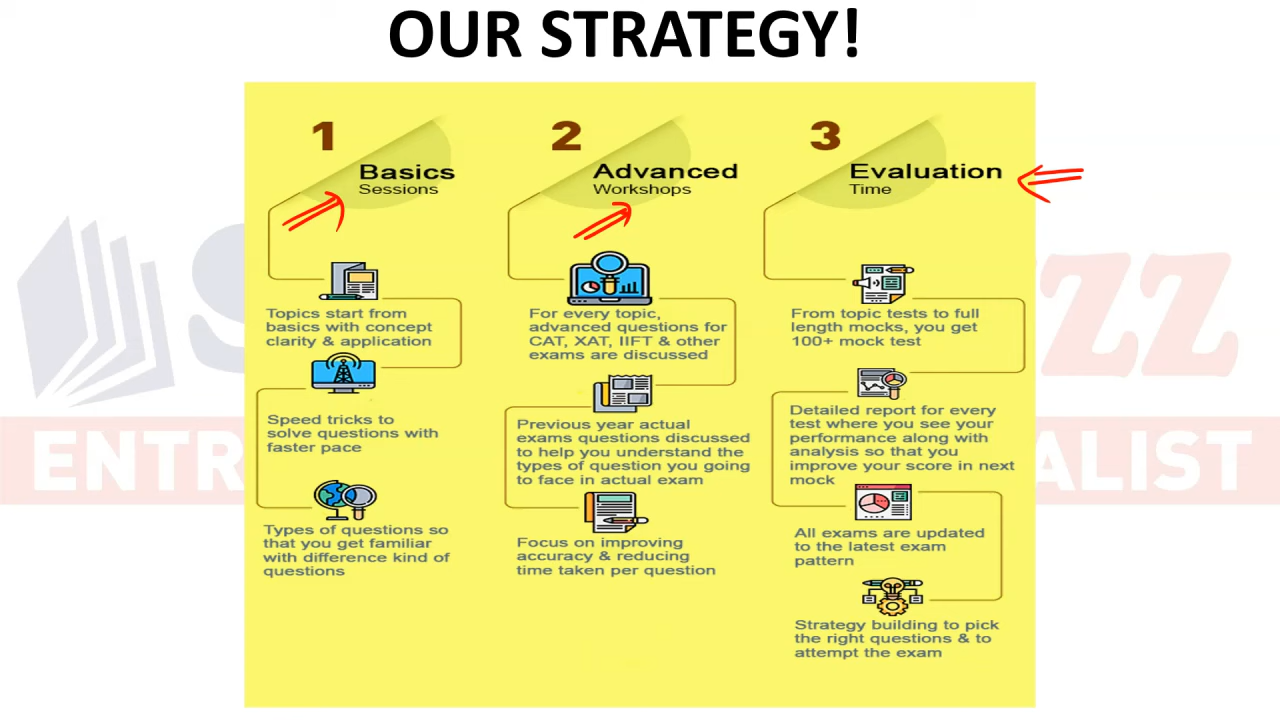 OUR STRATEGY!
1
Basics
Sessions
Topics start from
basics with concept
clarity & application
Speed tricks to
solve questions with
faster pace
Types of questions so
that you get familiar
with difference kind of
questions
2
Advanced
Workshops
For every topic,
advanced questions for
CAT, XAT, IIFT & other
exams are discussed
Previous year actual
exams questions discussed
to help you understand the
types of question you going
to face in actual exam
Focus on improving
accuracy & reducing
time taken per question
3
Evaluation
Time
From topic tests to full
length mocks, you get
100+ mock test
Detailed report for every
test where you see your
performance along with
analysis so that you
improve your score in next
mock
All exams are updated
to the latest exam
pattern
Strategy building to pick
the right questions & to
attempt the exam